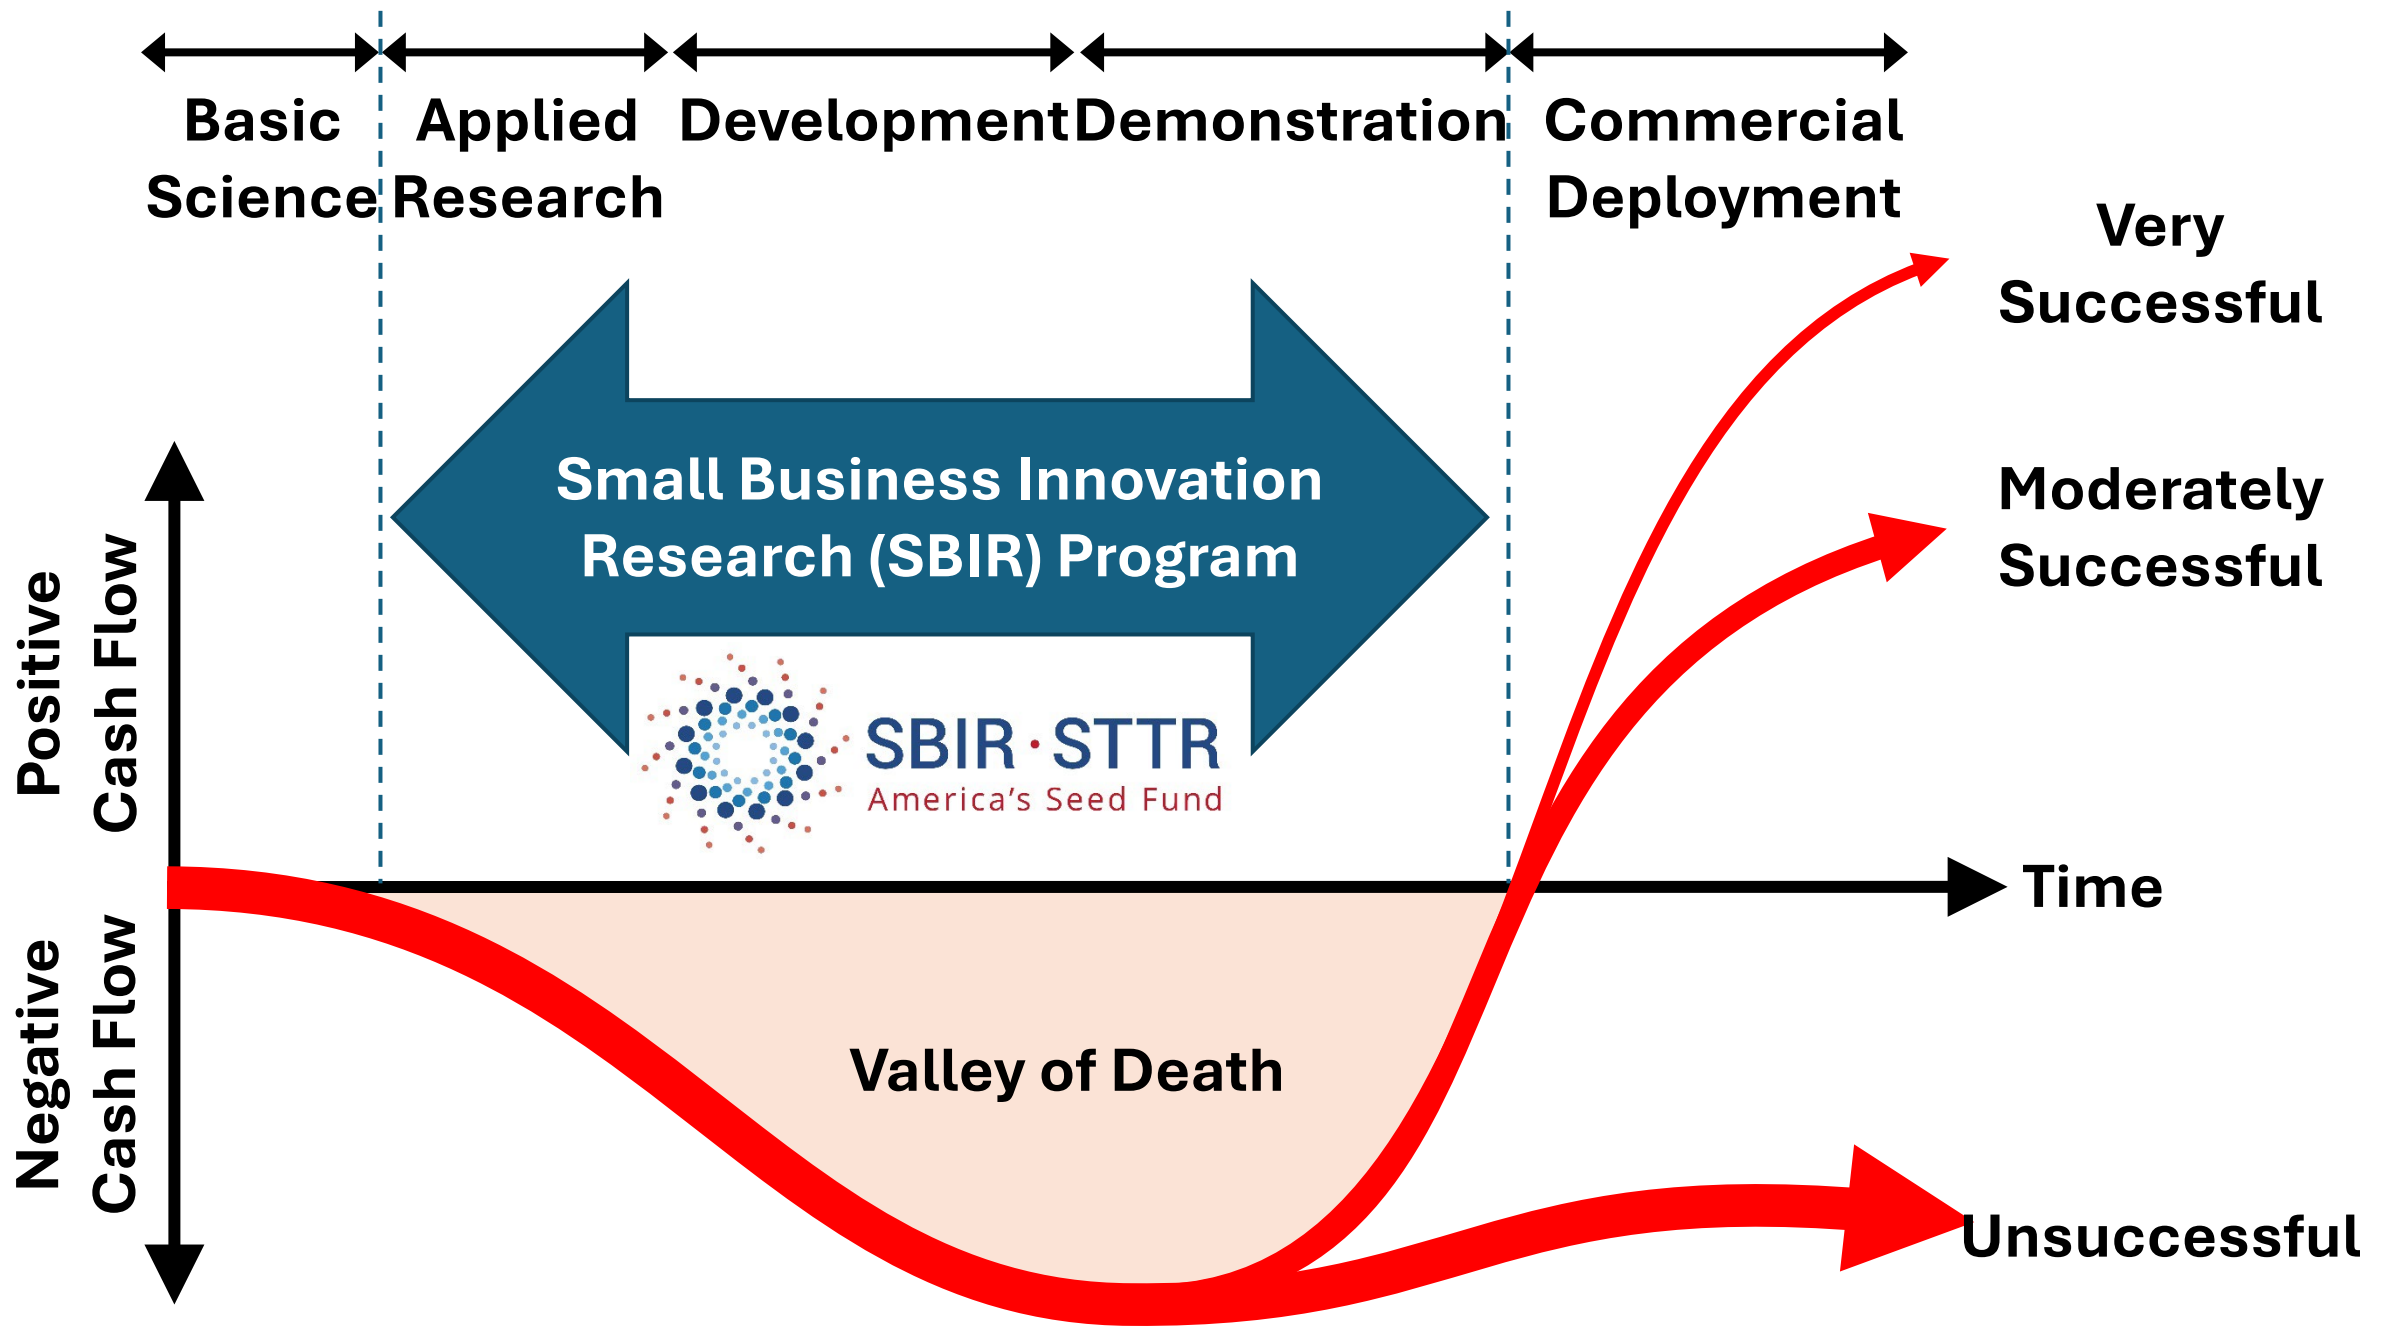 Basic
Science
Applied
Research
Development
Demonstration
Commercial
Deployment
Very
Successful
Moderately
Successful
Small Business Innovation
Research (SBIR) Program
SBIR · STTR
America's Seed Fund
Positive
Cash Flow
Time
Negative
Cash Flow
Valley of Death
Unsuccessful